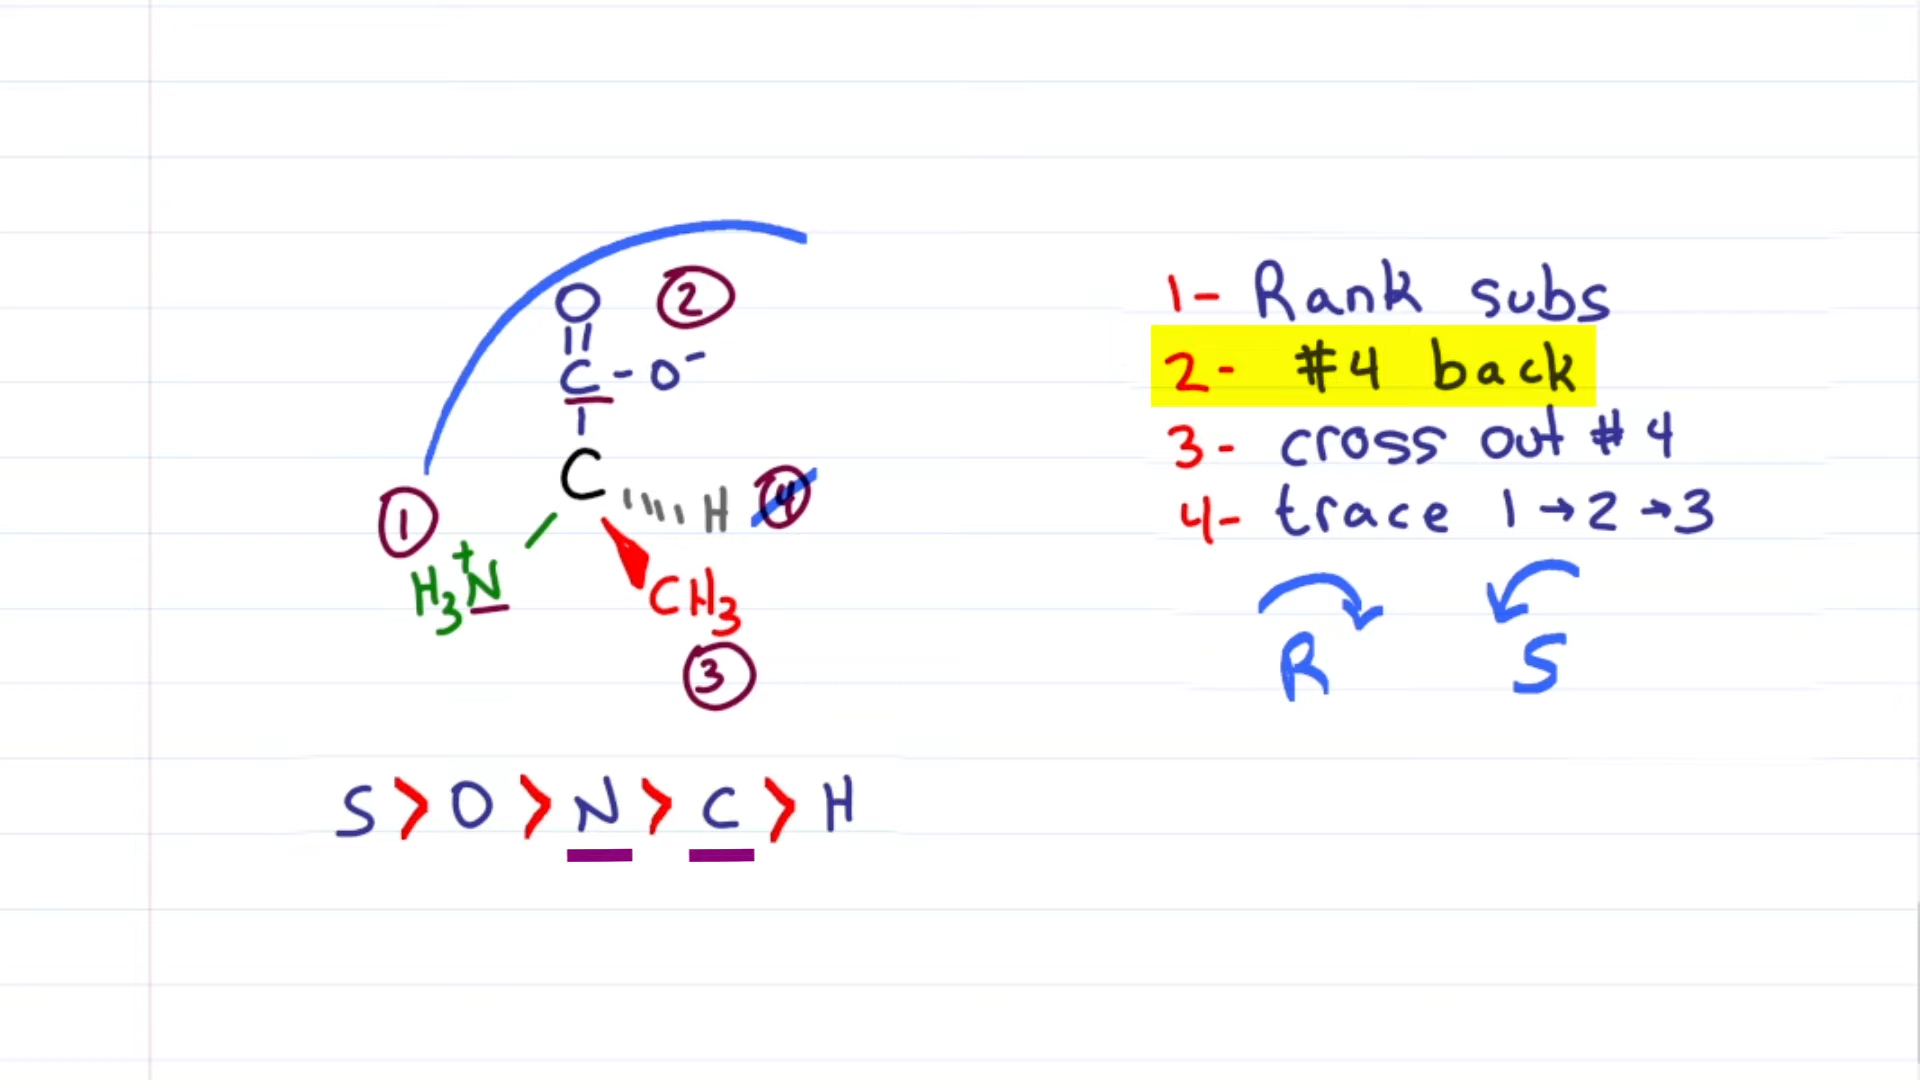 O ②
||
C - O⁻
|
C
① H ④
H₃N⁺ CH₃
③
S > O > N > C > H
1- Rank subs
2- #4 back
3- cross out #4
4- trace 1→2→3
R S